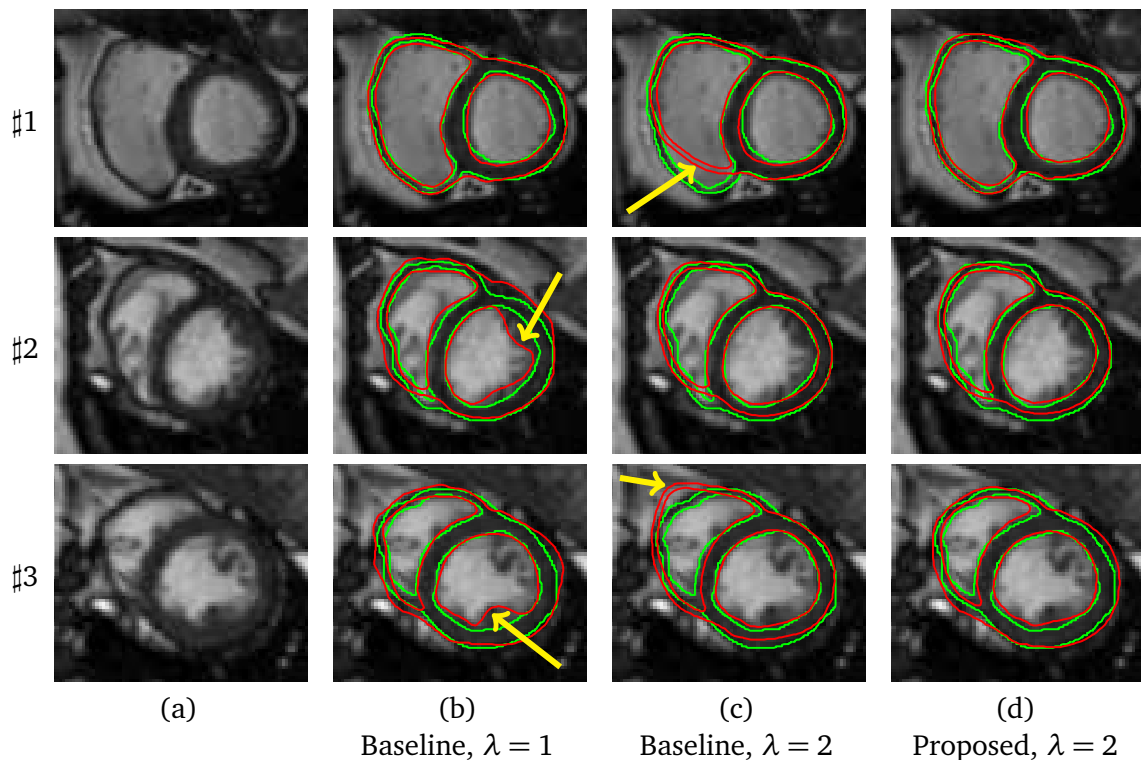 ♯1
♯2
♯3
(a) (b) (c) (d)
Baseline, λ = 1 Baseline, λ = 2 Proposed, λ = 2